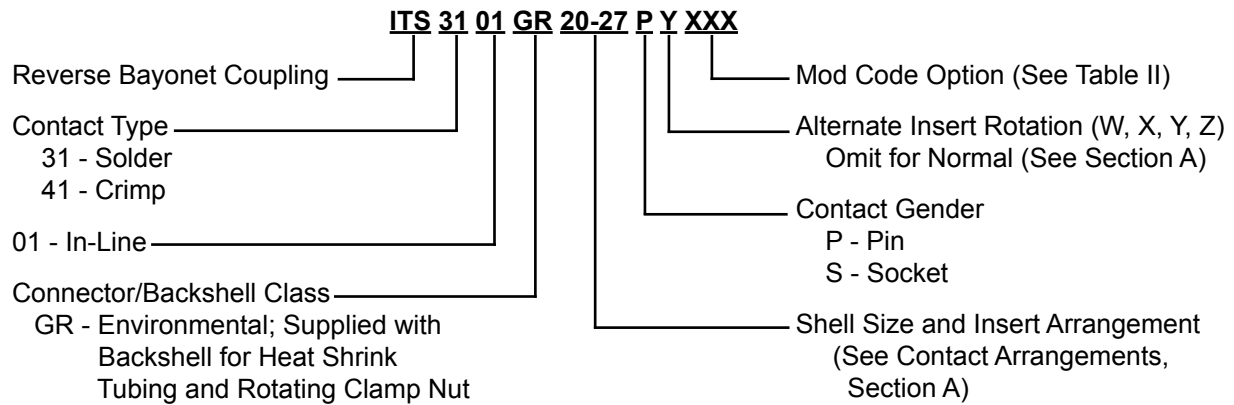 ITS 31 01 GR 20-27 P Y XXX
Reverse Bayonet Coupling
Contact Type
31 - Solder
41 - Crimp
01 - In-Line
Connector/Backshell Class
GR - Environmental; Supplied with
Backshell for Heat Shrink
Tubing and Rotating Clamp Nut
Mod Code Option (See Table II)
Alternate Insert Rotation (W, X, Y, Z)
Omit for Normal (See Section A)
Contact Gender
P - Pin
S - Socket
Shell Size and Insert Arrangement
(See Contact Arrangements,
Section A)